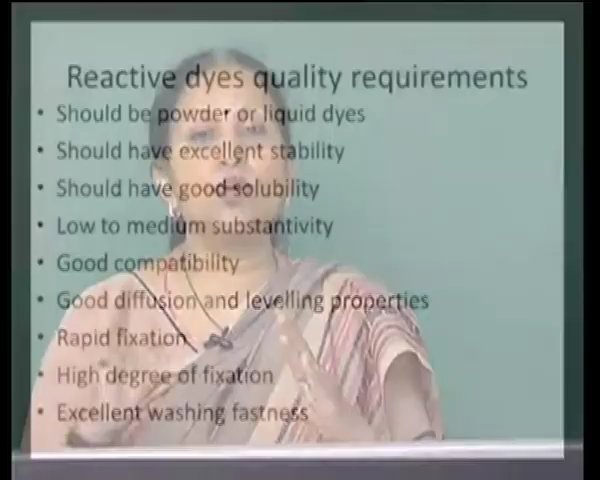 Reactive dyes quality requirements
• Should be powder or liquid dyes
• Should have excellent stability
• Should have good solubility
• Low to medium substantivity
• Good compatibility
• Good diffusion and levelling properties
• Rapid fixation
• High degree of fixation
• Excellent washing fastness